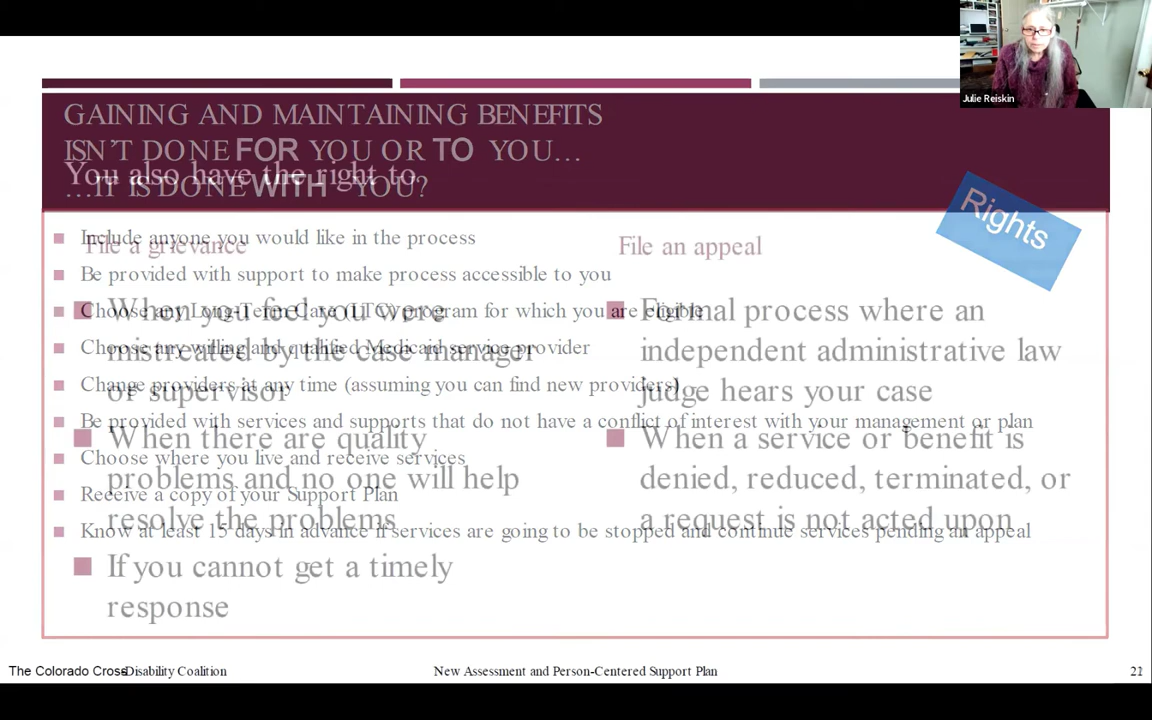 Julie Reiskin
GAINING AND MAINTAINING BENEFITS
ISN'T DONE FOR YOU OR TO YOU…
…IT IS DONE WITH YOU?
Rights
Include anyone you would like in the process
Be provided with support to make process accessible to you
Choose any Long-Term Care (LTC) program for which you are eligible
Choose any willing and qualified Medicaid service provider
Change providers at any time (assuming you can find new providers)
Be provided with services and supports that do not have a conflict of interest with your management or plan
Choose where you live and receive services
Receive a copy of your Support Plan
Know at least 15 days in advance if services are going to be stopped and continue services pending an appeal
You also have the right to
File a grievance
When you feel you were
mistreated by the case manager
or supervisor
When there are quality
problems and no one will help
resolve the problems
If you cannot get a timely
response
File an appeal
Formal process where an
independent administrative law
judge hears your case
When a service or benefit is
denied, reduced, terminated, or
a request is not acted upon
The Colorado Cross-Disability Coalition
New Assessment and Person-Centered Support Plan